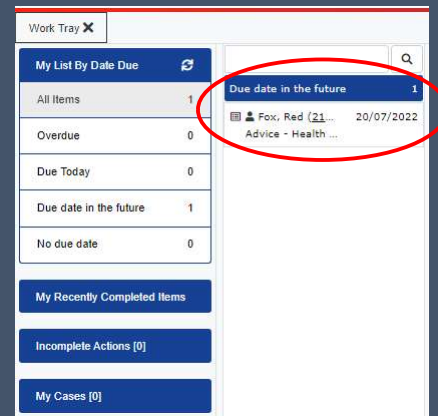 Work Tray
My List By Date Due
All Items 1
Overdue 0
Due Today 0
Due date in the future 1
No due date 0
My Recently Completed Items
Incomplete Actions [0]
My Cases [0]
Due date in the future 1
Fox, Red (21... 20/07/2022
Advice - Health ...